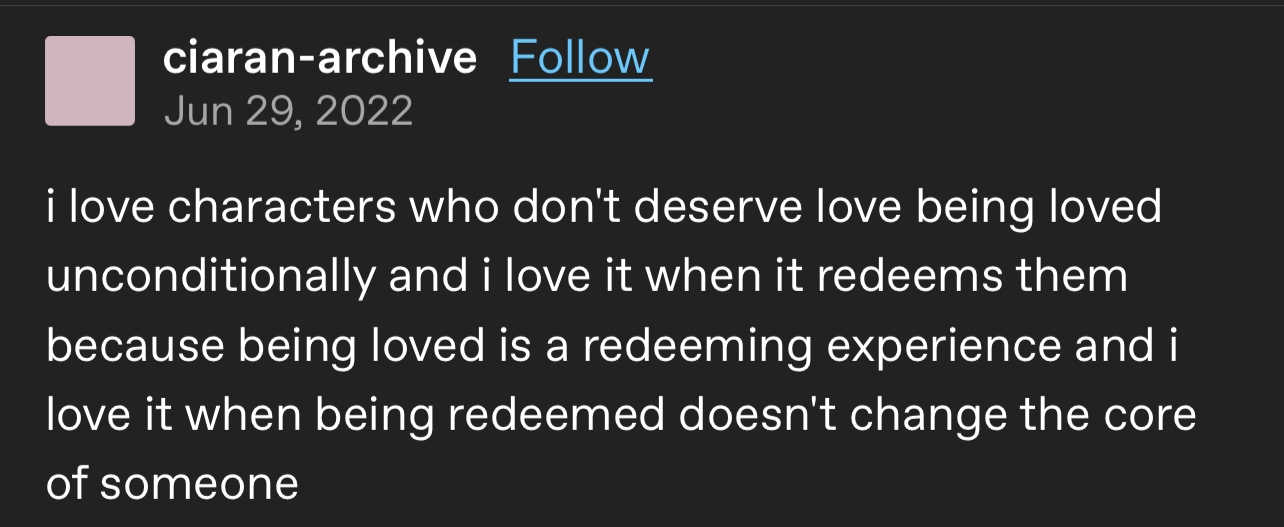 ciaran-archive Follow
Jun 29, 2022
i love characters who don't deserve love being loved
unconditionally and i love it when it redeems them
because being loved is a redeeming experience and i
love it when being redeemed doesn't change the core
of someone